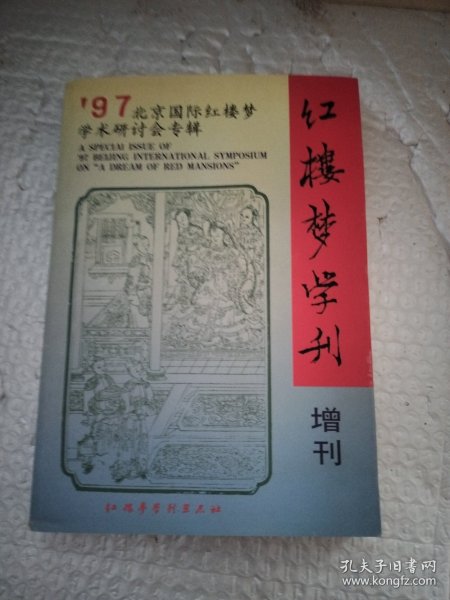 '97北京国际红楼梦
学术研讨会专辑
A SPECIAL ISSUE OF
'97 BEIJING INTERNATIONAL SYMPOSIUM
ON "A DREAM OF RED MANSIONS"
红楼梦学刊
增刊
红楼梦学刊出版社
孔夫子旧书网
www.kongfz.com